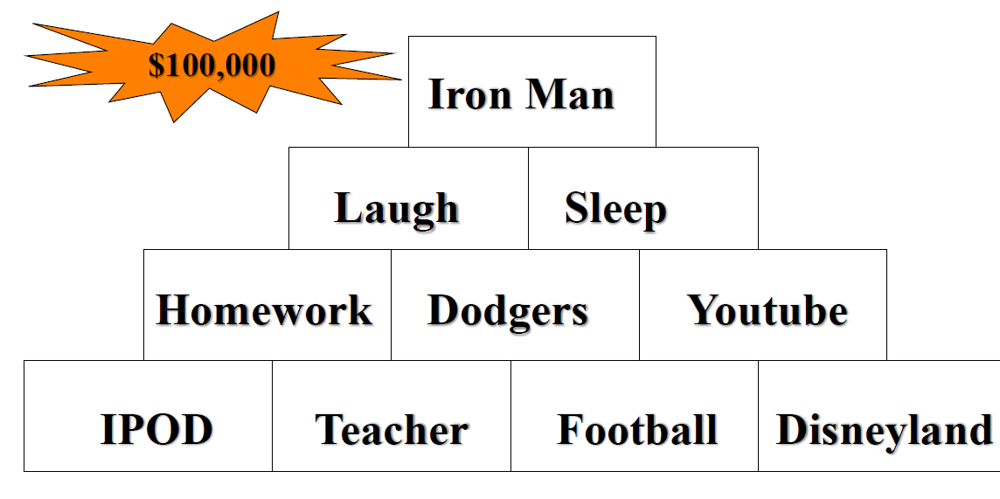 $100,000
Iron Man
Laugh Sleep
Homework Dodgers Youtube
IPOD Teacher Football Disneyland